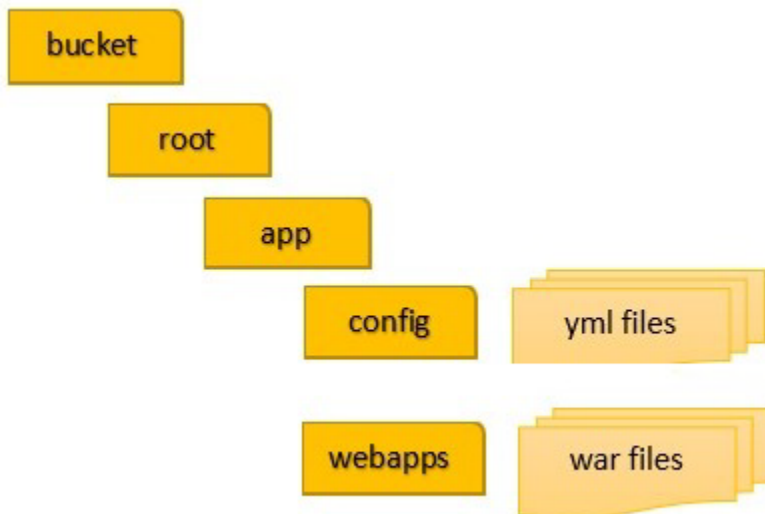 bucket
root
app
config
yml files
webapps
war files